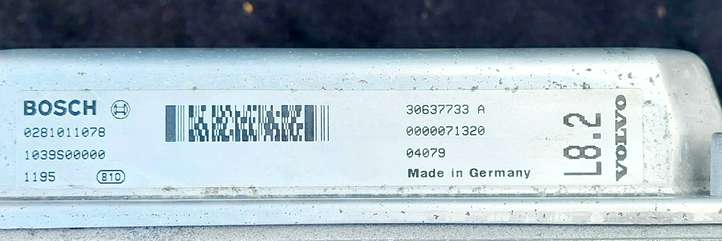 BOSCH
0281011078
1039S00000
1195 810
30637733 A
0000071320
04079
Made in Germany
L8.2
VOLVO